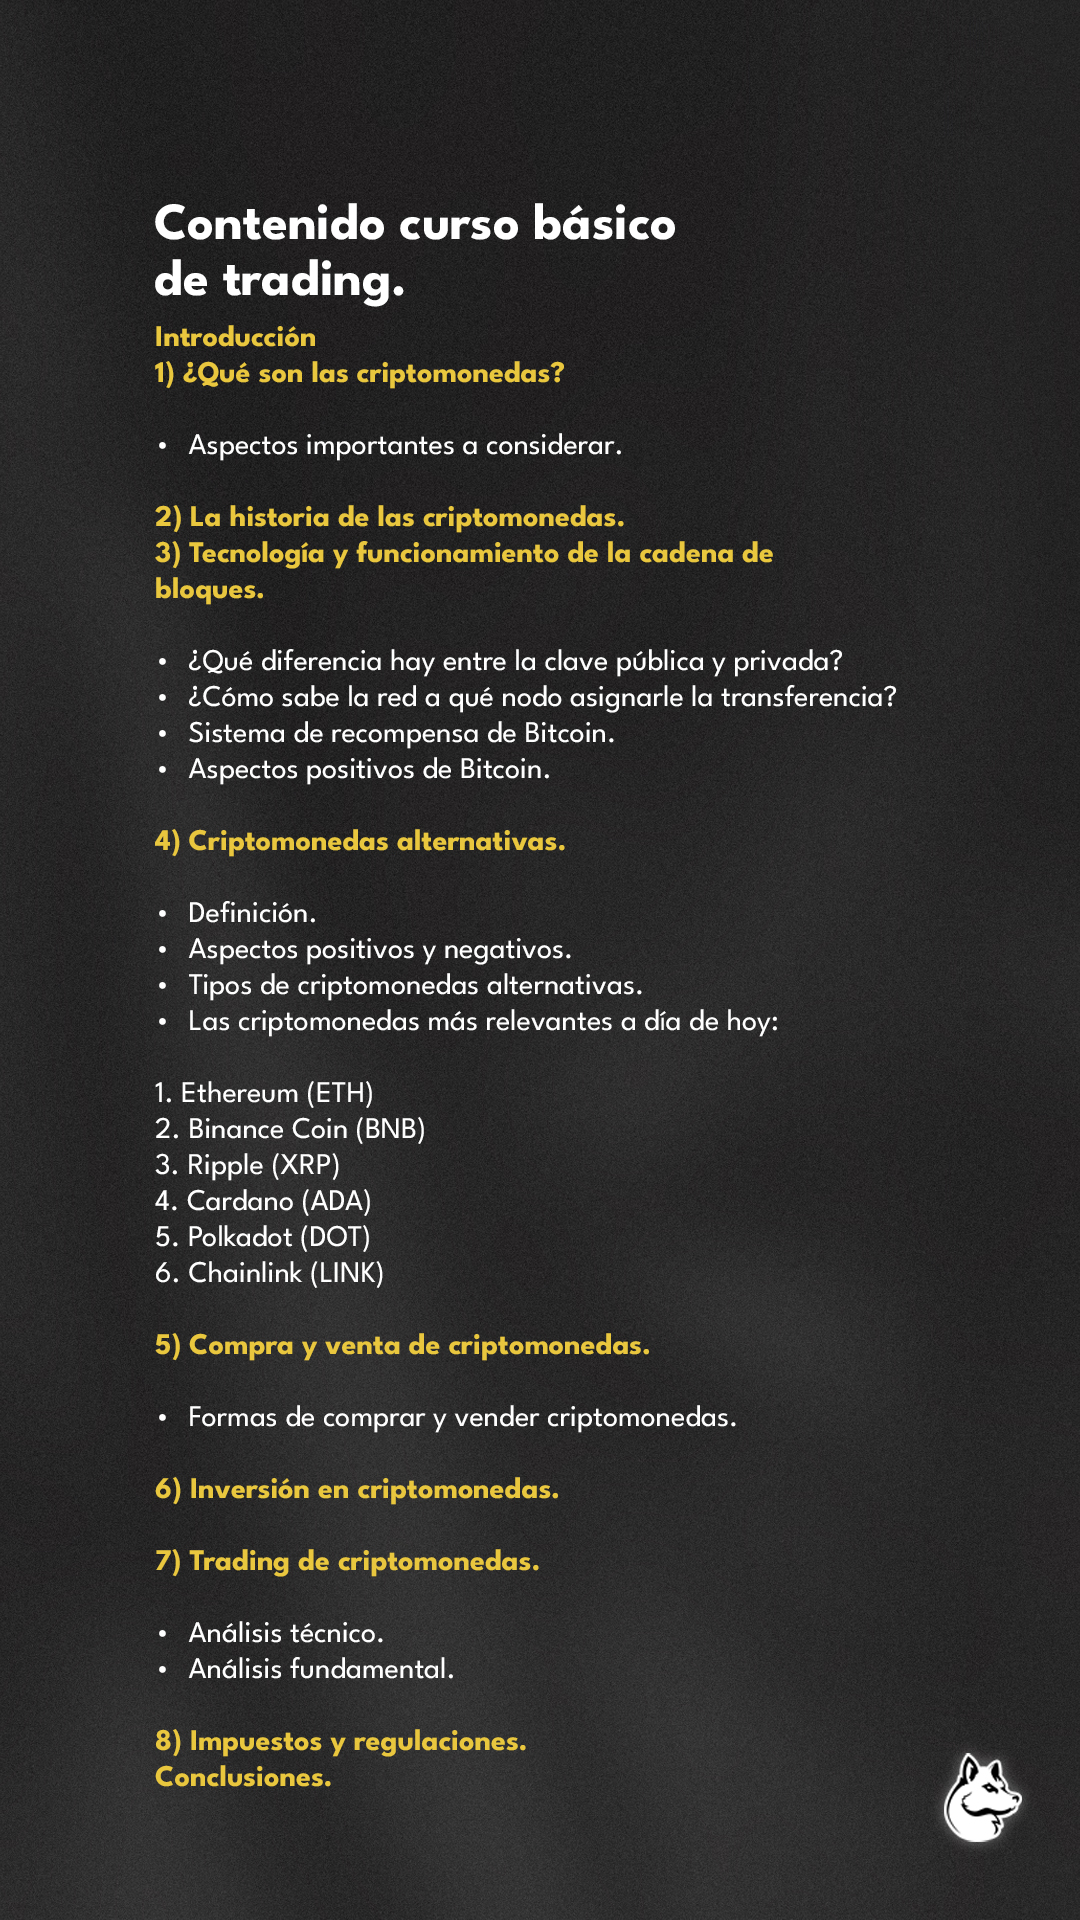 Contenido curso básico
de trading.
Introducción
1) ¿Qué son las criptomonedas?
• Aspectos importantes a considerar.
2) La historia de las criptomonedas.
3) Tecnología y funcionamiento de la cadena de
bloques.
• ¿Qué diferencia hay entre la clave pública y privada?
• ¿Cómo sabe la red a qué nodo asignarle la transferencia?
• Sistema de recompensa de Bitcoin.
• Aspectos positivos de Bitcoin.
4) Criptomonedas alternativas.
• Definición.
• Aspectos positivos y negativos.
• Tipos de criptomonedas alternativas.
• Las criptomonedas más relevantes a día de hoy:
1. Ethereum (ETH)
2. Binance Coin (BNB)
3. Ripple (XRP)
4. Cardano (ADA)
5. Polkadot (DOT)
6. Chainlink (LINK)
5) Compra y venta de criptomonedas.
• Formas de comprar y vender criptomonedas.
6) Inversión en criptomonedas.
7) Trading de criptomonedas.
• Análisis técnico.
• Análisis fundamental.
8) Impuestos y regulaciones.
Conclusiones.